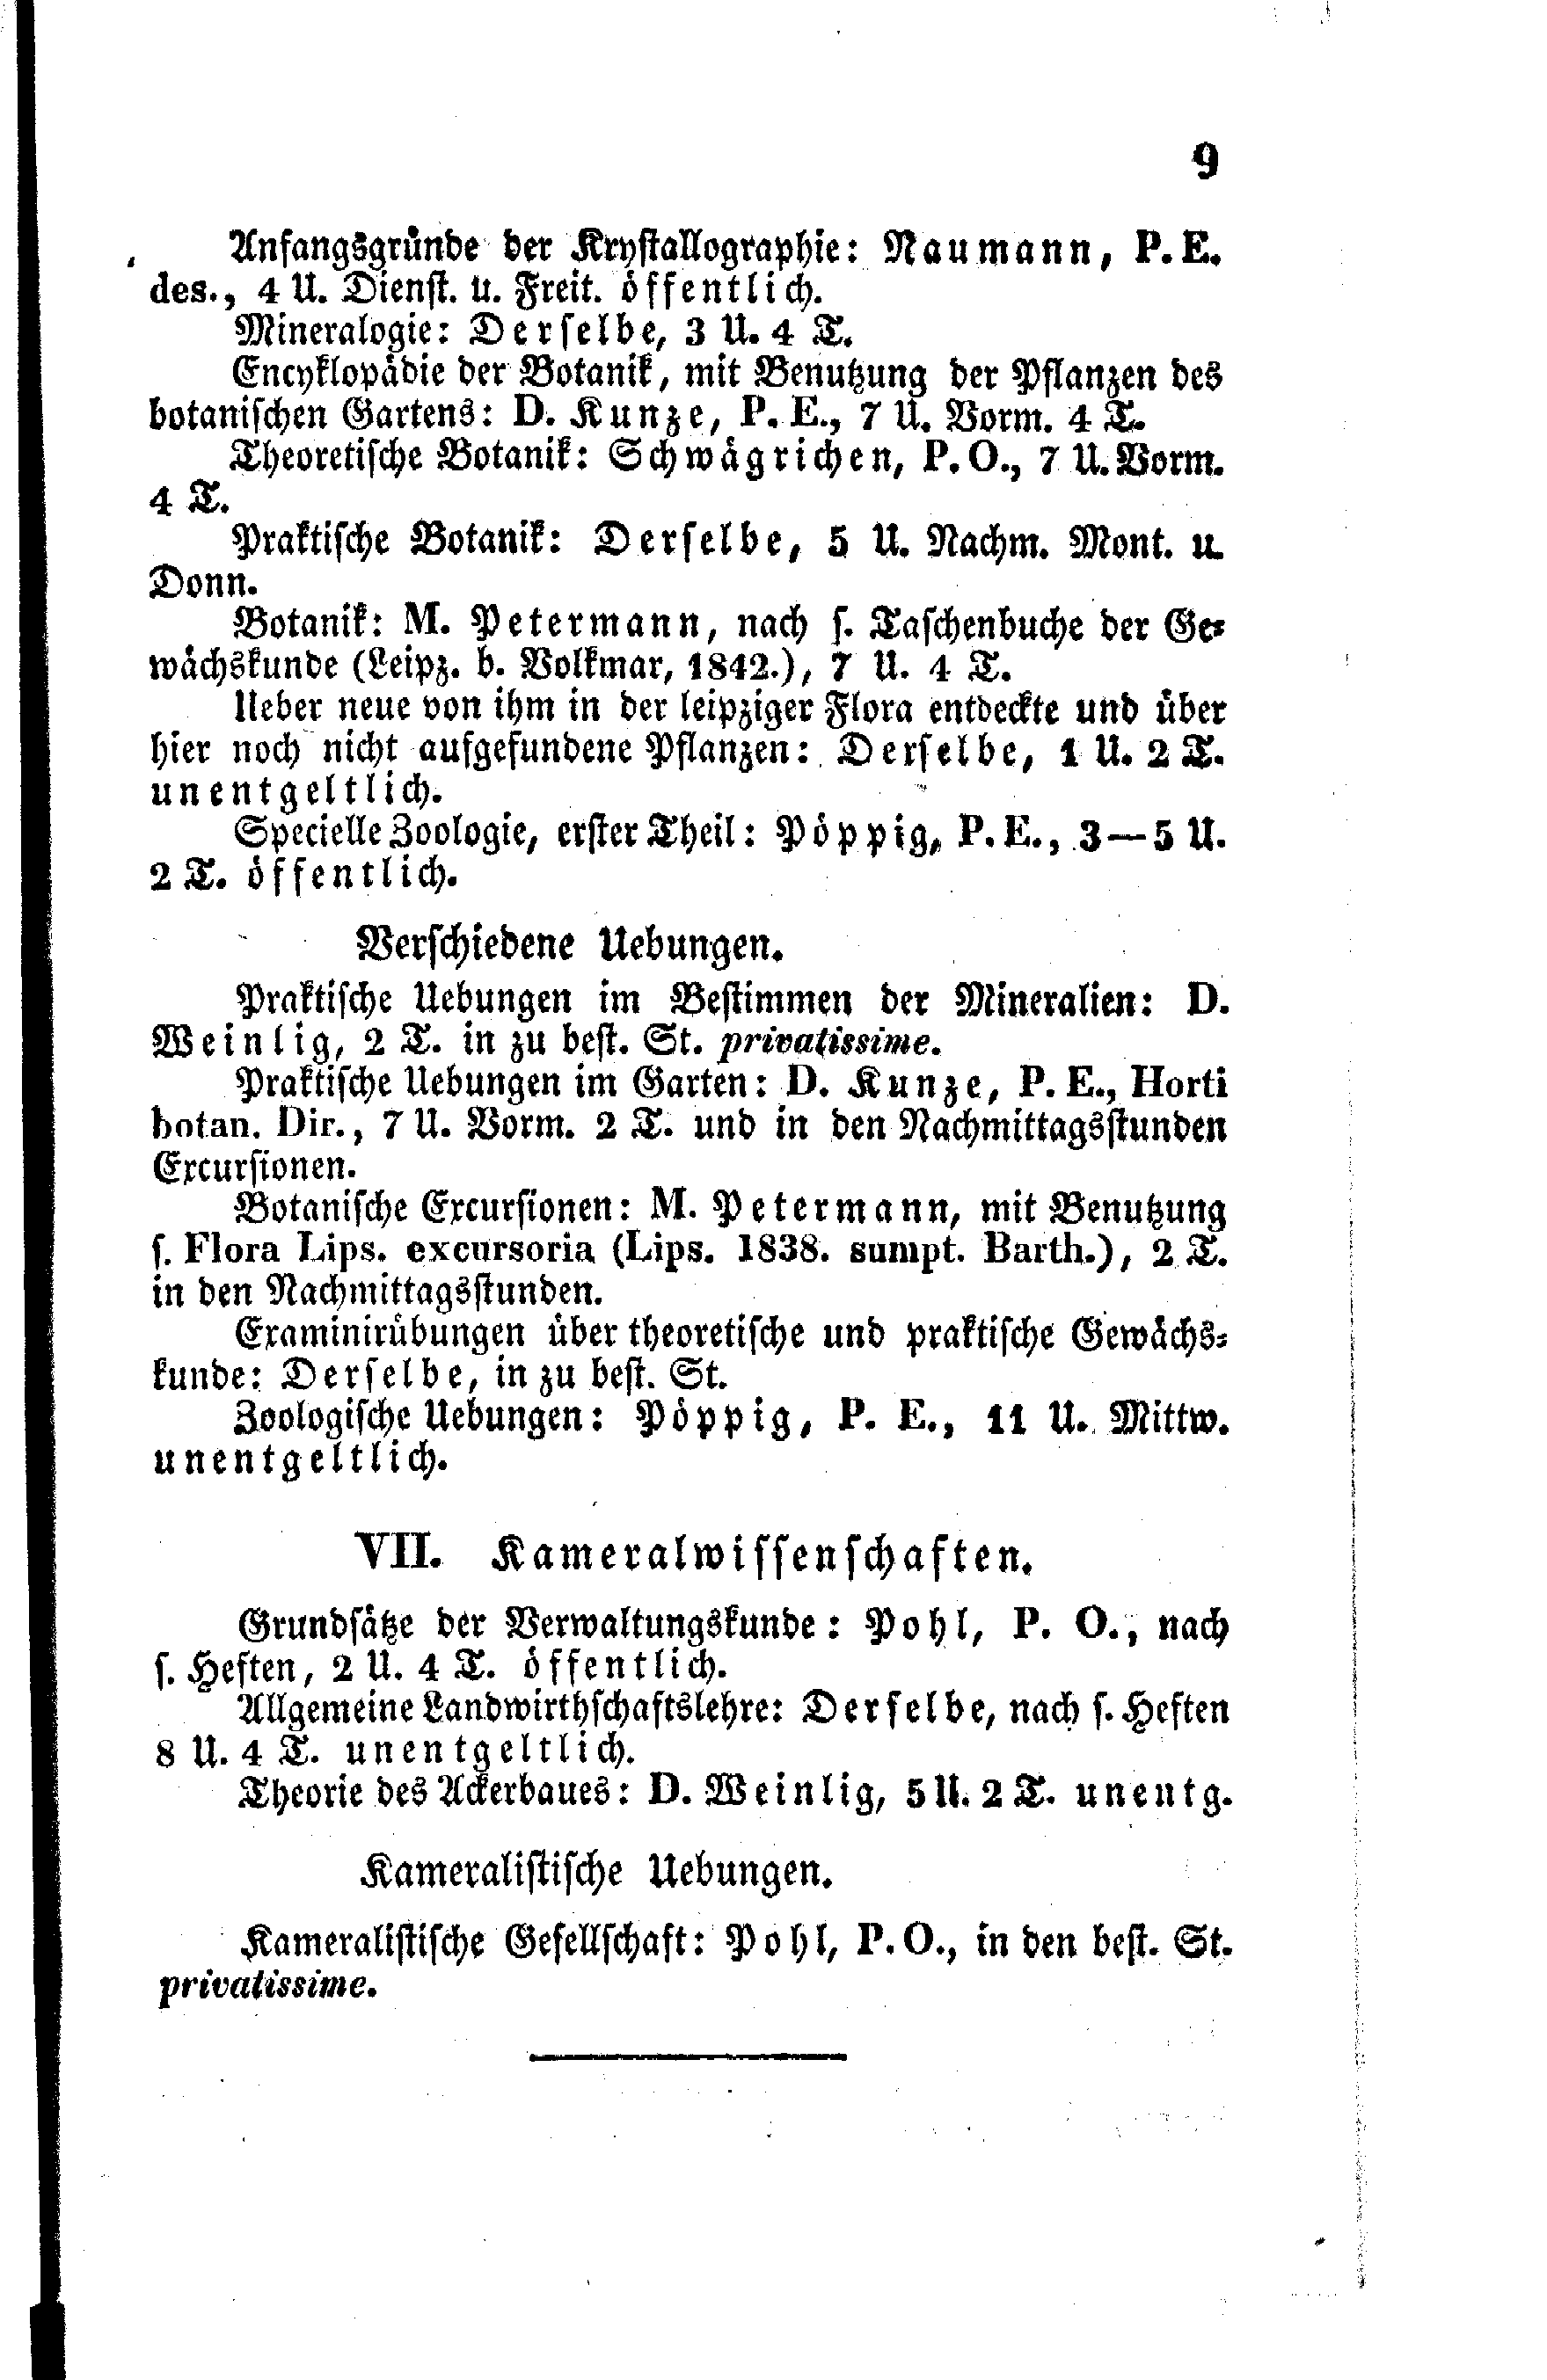 9
Anfangsgründe der Krystallographie: Naumann, P. E.
des., 4 U. Dienst. u. Freit. öffentlich.
Mineralogie: Derselbe, 3 U. 4 T.
Encyklopädie der Botanik, mit Benutzung der Pflanzen des
botanischen Gartens: D. Kunze, P. E., 7 U. Vorm. 4 T.
Theoretische Botanik: Schwägrichen, P. O., 7 U. Vorm.
4 T.
Praktische Botanik: Derselbe, 5 U. Nachm. Mont. u.
Donn.
Botanik: M. Petermann, nach s. Taschenbuche der Ge-
wächskunde (Leipz. b. Volkmar, 1842.), 7 U. 4 T.
Ueber neue von ihm in der leipziger Flora entdeckte und über
hier noch nicht aufgefundene Pflanzen: Derselbe, 1 U. 2 T.
unentgeltlich.
Specielle Zoologie, erster Theil: Pöppig, P. E., 3—5 U.
2 T. öffentlich.
Verschiedene Uebungen.
Praktische Uebungen im Bestimmen der Mineralien: D.
Weinlig, 2 T. in zu best. St. privatissime.
Praktische Uebungen im Garten: D. Kunze, P. E., Horti
botan. Dir., 7 U. Vorm. 2 T. und in den Nachmittagsstunden
Excursionen.
Botanische Excursionen: M. Petermann, mit Benutzung
s. Flora Lips. excursoria (Lips. 1838. sumpt. Barth.), 2 T.
in den Nachmittagsstunden.
Examinirübungen über theoretische und praktische Gewächs-
kunde: Derselbe, in zu best. St.
Zoologische Uebungen: Pöppig, P. E., 11 U. Mittw.
unentgeltlich.
VII. Kameralwissenschaften.
Grundsätze der Verwaltungskunde: Pohl, P. O., nach
s. Heften, 2 U. 4 T. öffentlich.
Allgemeine Landwirthschaftslehre: Derselbe, nach s. Heften
8 U. 4 T. unentgeltlich.
Theorie des Ackerbaues: D. Weinlig, 5 U. 2 T. unentg.
Kameralistische Uebungen.
Kameralistische Gesellschaft: Pohl, P. O., in den best. St.
privatissime.